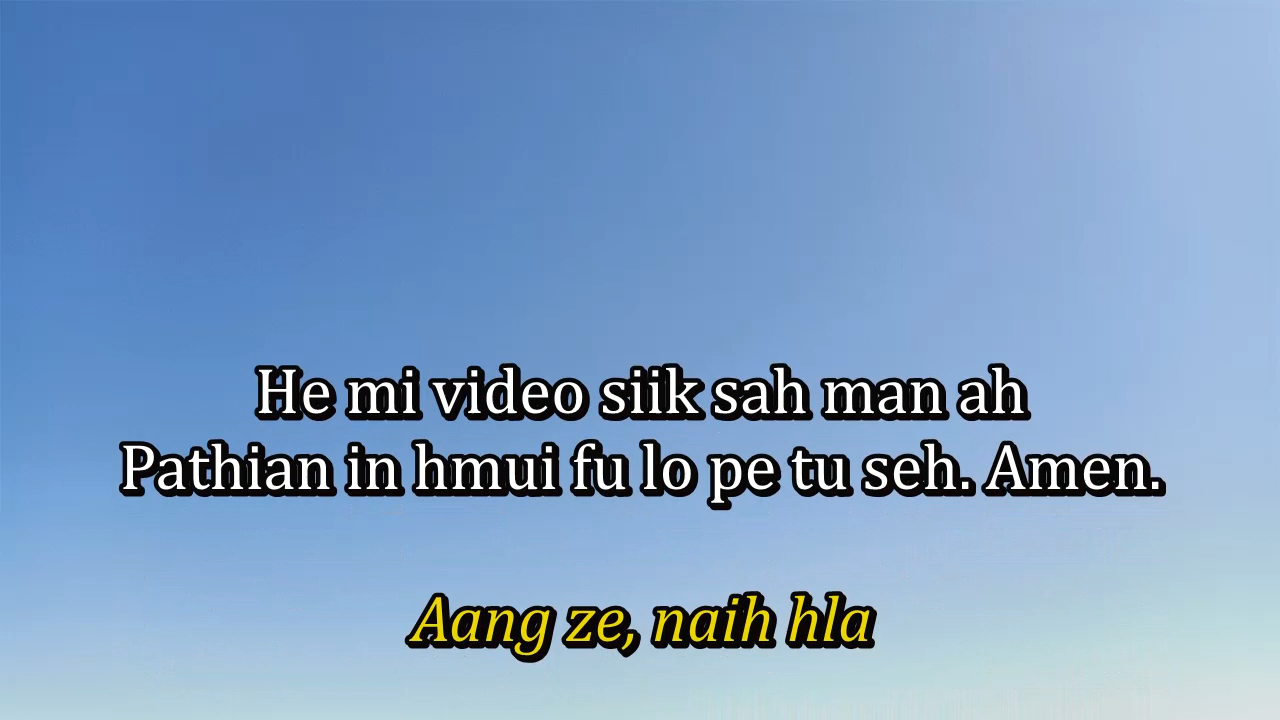 He mi video siik sah man ah
Pathian in hmui fu lo pe tu seh. Amen.
Aang ze, naih hla